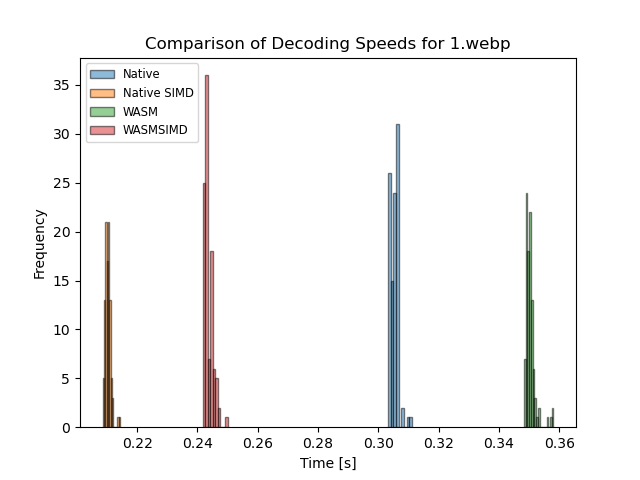 Comparison of Decoding Speeds for 1.webp
Native
Native SIMD
WASM
WASMSIMD
Frequency
35
30
25
20
15
10
5
0
0.22
0.24
0.26
0.28
0.30
0.32
0.34
0.36
Time [s]